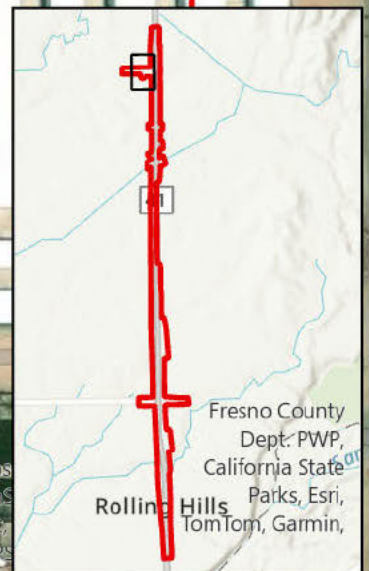 41
Fresno County
Dept. PWP,
California State
Parks, Esri,
Rolling Hills
TomTom, Garmin,